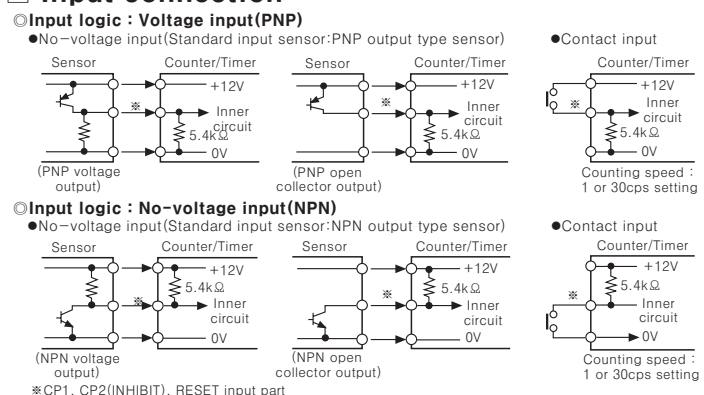 Input connection
◎Input logic : Voltage input(PNP)
●No-voltage input(Standard input sensor:PNP output type sensor)
●Contact input
Sensor Counter/Timer
+12V
※
Inner
circuit
5.4kΩ
0V
(PNP voltage
output)
Sensor Counter/Timer
+12V
※
Inner
circuit
5.4kΩ
0V
(PNP open
collector output)
Counter/Timer
+12V
※
Inner
circuit
5.4kΩ
0V
Counting speed :
1 or 30cps setting
◎Input logic : No-voltage input(NPN)
●No-voltage input(Standard input sensor:NPN output type sensor)
●Contact input
Sensor Counter/Timer
+12V
5.4kΩ
※
Inner
circuit
0V
(NPN voltage
output)
Sensor Counter/Timer
+12V
5.4kΩ
※
Inner
circuit
0V
(NPN open
collector output)
Counter/Timer
+12V
5.4kΩ
※
Inner
circuit
0V
Counting speed :
1 or 30cps setting
※CP1, CP2(INHIBIT), RESET input part